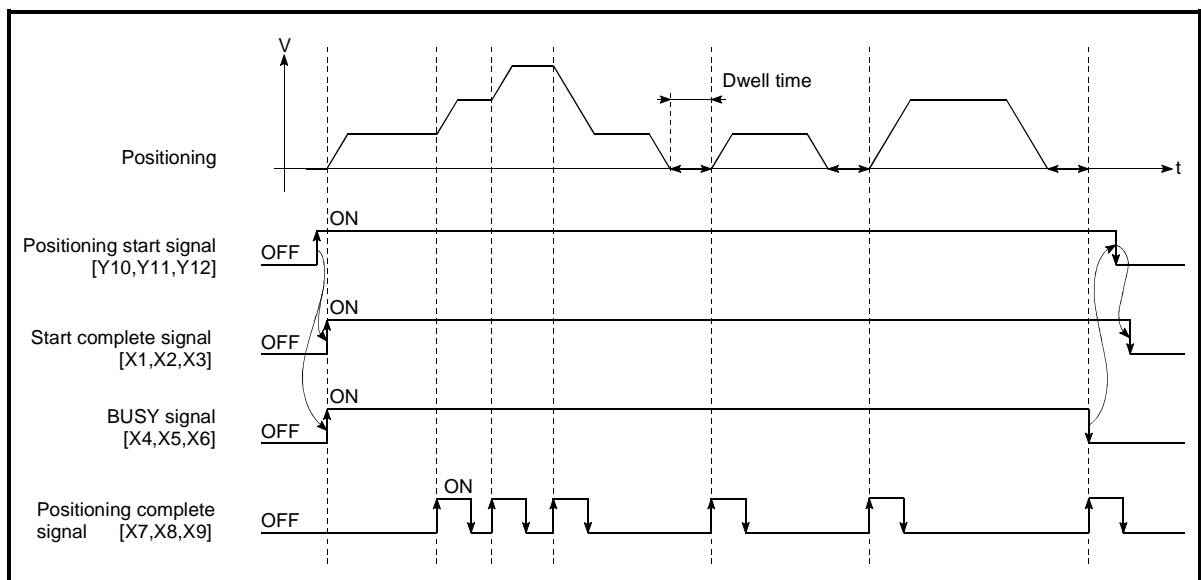 V
Dwell time
Positioning
t
ON
Positioning start signal
[Y10,Y11,Y12]
OFF
ON
Start complete signal
[X1,X2,X3]
OFF
ON
BUSY signal
[X4,X5,X6]
OFF
ON
Positioning complete
signal [X7,X8,X9]
OFF